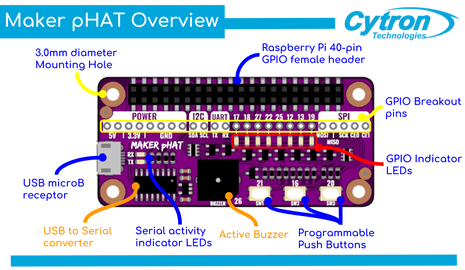 Maker pHAT Overview
Cytron
Technologies
3.0mm diameter
Mounting Hole
Raspberry Pi 40-pin
GPIO female header
GPIO Breakout
pins
POWER
I2C
UART
17 18 27 22 25 12 13 19
SPI
5V 3.3V GND
SDA SCL
TX RX
MOSI
SCK CE0 CE1
MISO
MAKER pHAT
RX
TX
GPIO Indicator
LEDs
USB microB
receptor
BUZZER
26
21
16
20
SW1
SW2
SW3
USB to Serial
converter
Serial activity
indicator LEDs
Active Buzzer
Programmable
Push Buttons